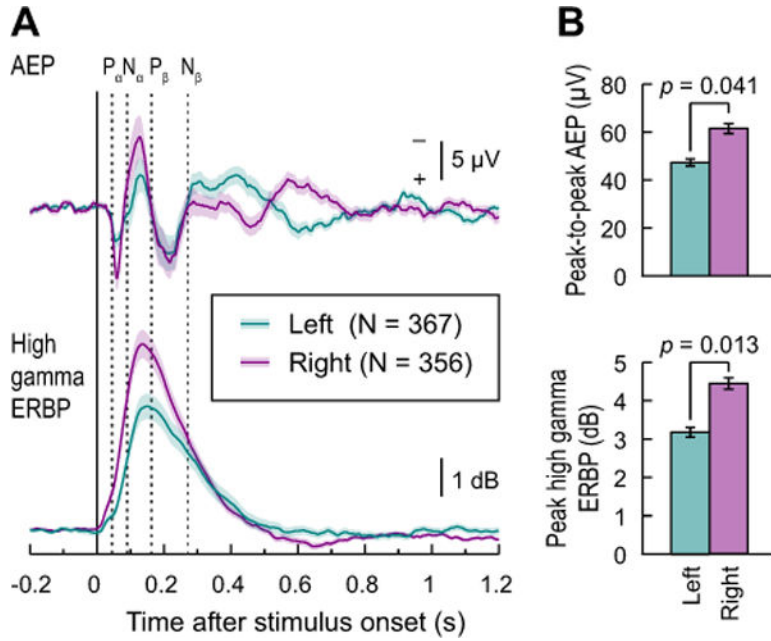 A
AEP
Pα Nα Pβ Nβ
−
+
5 μV
Left (N = 367)
Right (N = 356)
High
gamma
ERBP
1 dB
-0.2 0 0.2 0.4 0.6 0.8 1 1.2
Time after stimulus onset (s)
B
p = 0.041
Peak-to-peak AEP (μV)
80
60
40
20
0
p = 0.013
Peak high gamma
ERBP (dB)
5
4
3
2
1
0
Left
Right